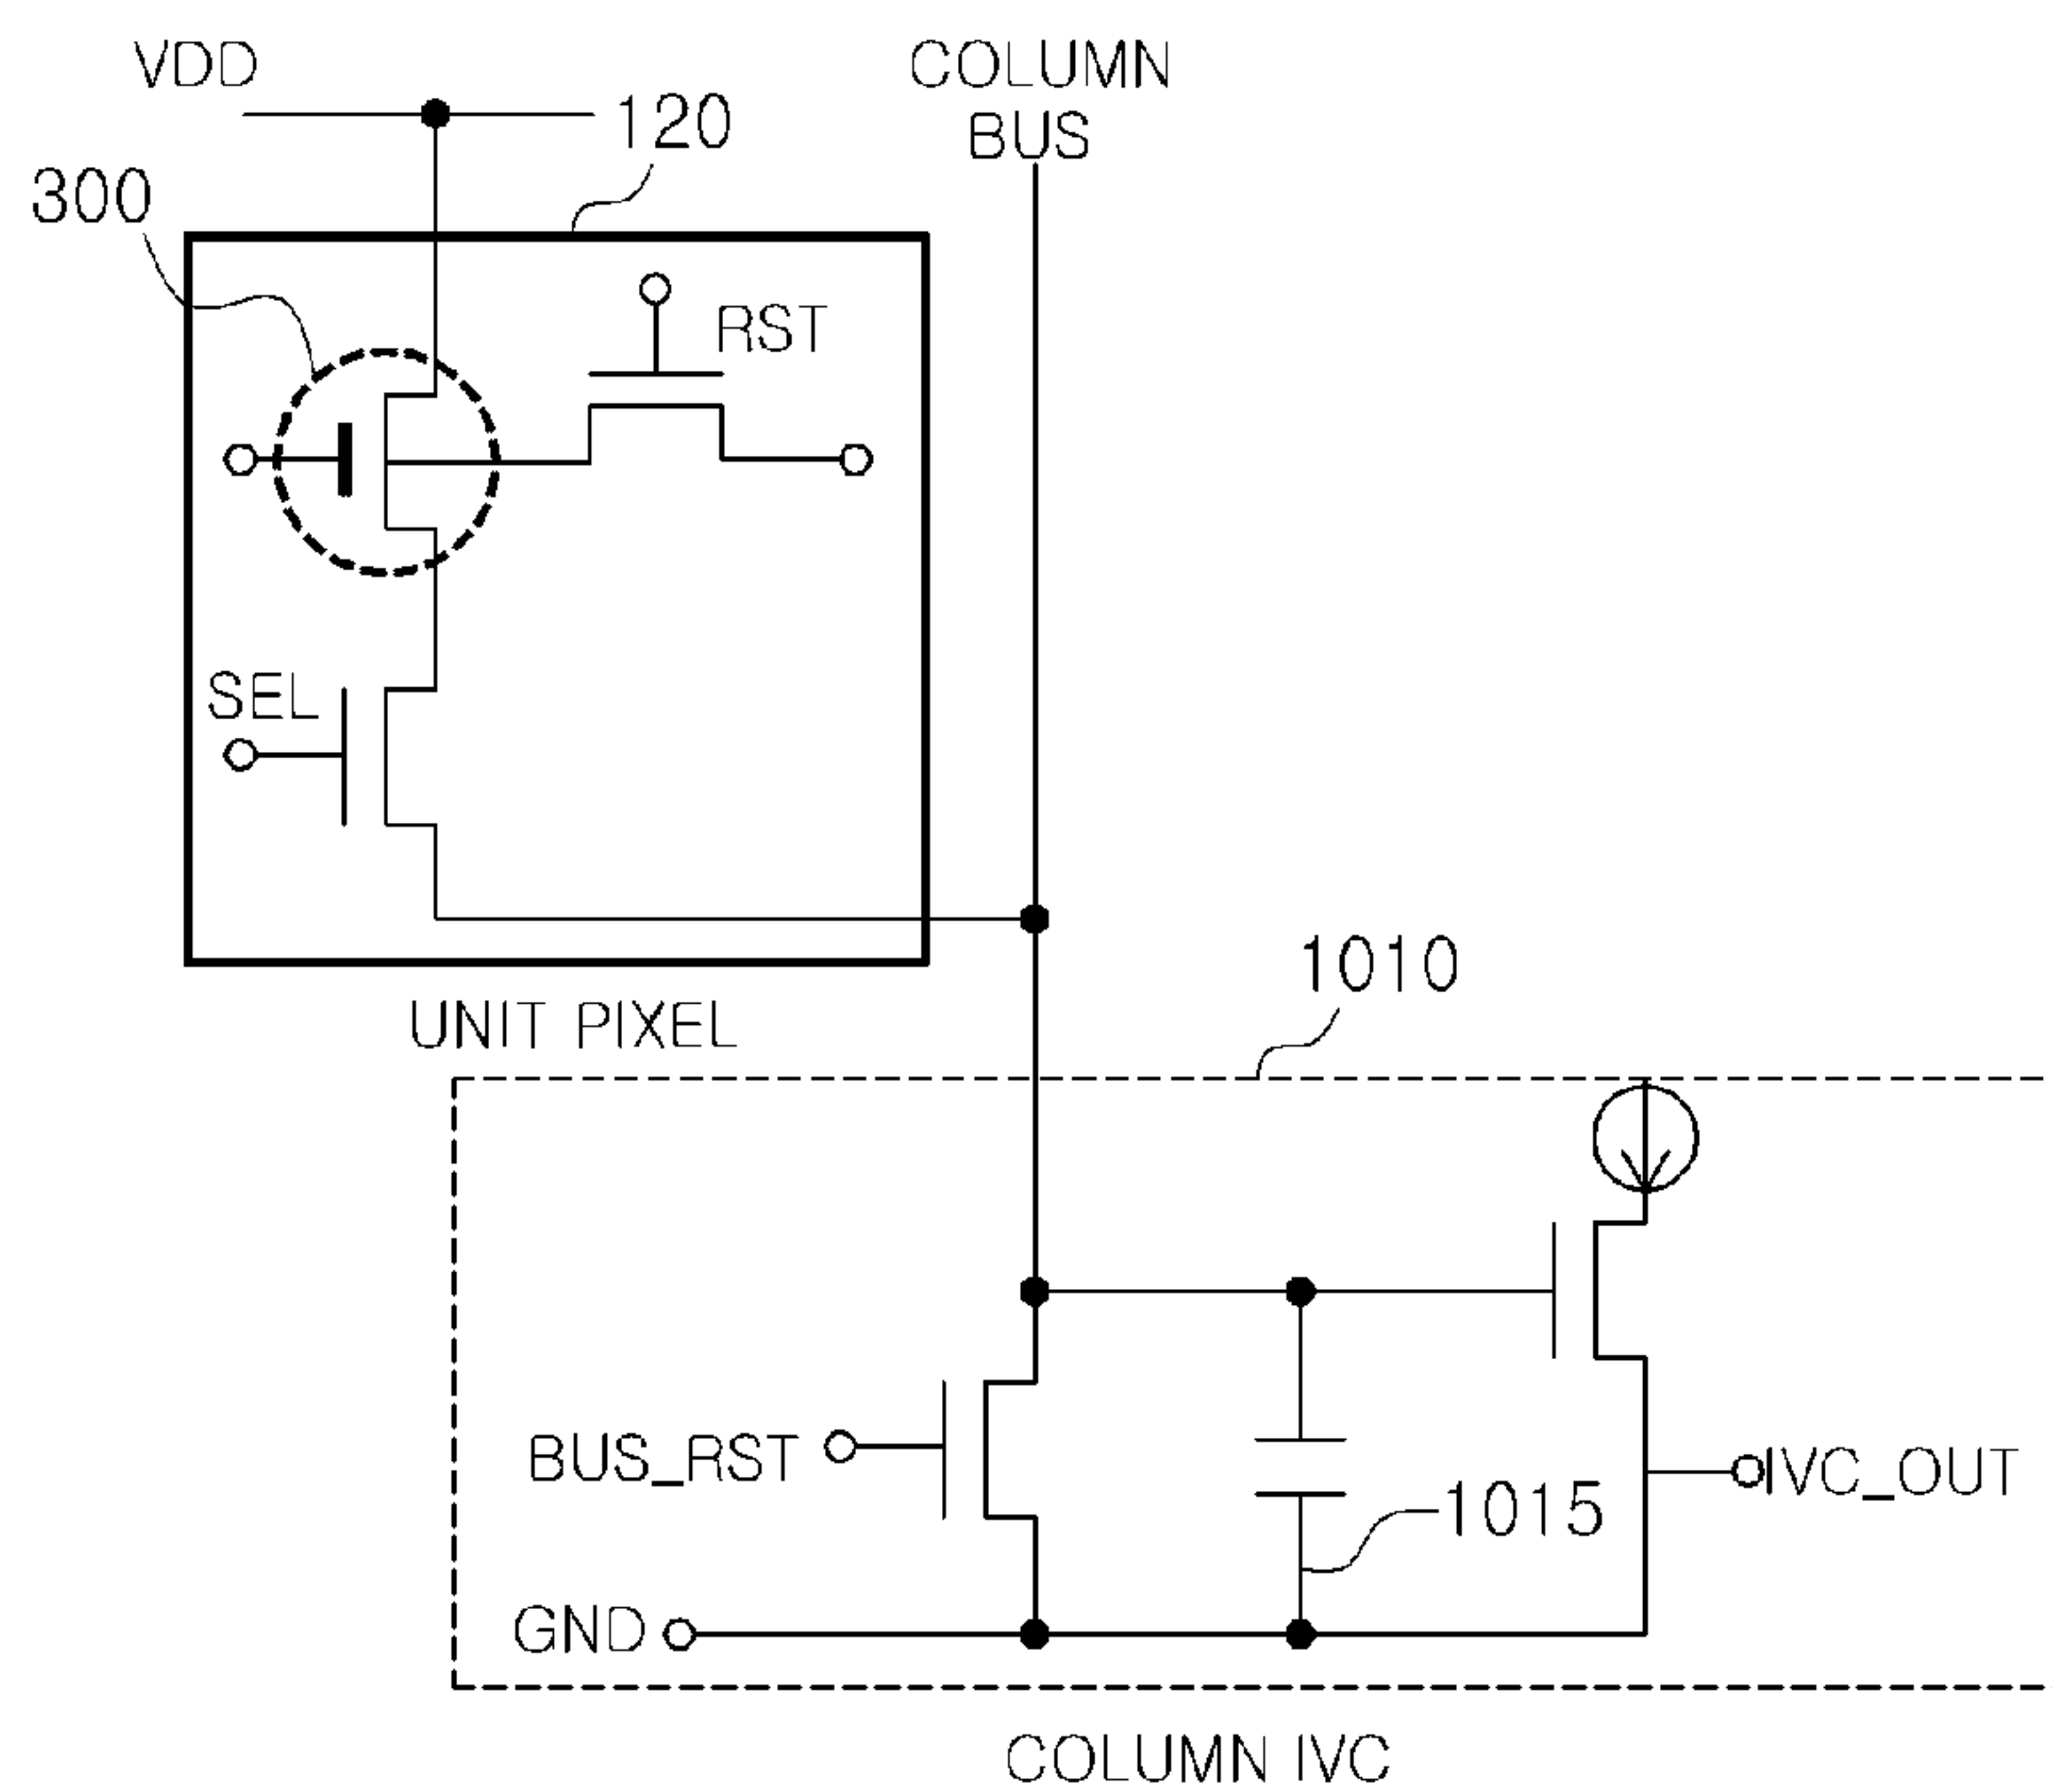 VDD
COLUMN
BUS
120
300
RST
SEL
1010
UNIT PIXEL
BUS_RST
IVC_OUT
1015
GND
COLUMN IVC